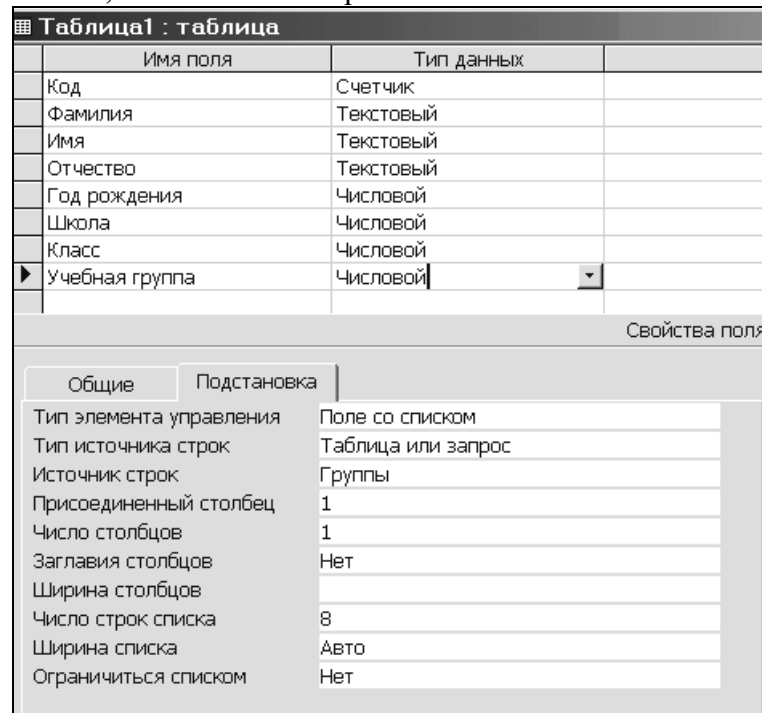 Таблица1 : таблица
Имя поля Тип данных
Код Счетчик
Фамилия Текстовый
Имя Текстовый
Отчество Текстовый
Год рождения Числовой
Школа Числовой
Класс Числовой
Учебная группа Числовой
Свойства поля
Общие Подстановка
Тип элемента управления Поле со списком
Тип источника строк Таблица или запрос
Источник строк Группы
Присоединенный столбец 1
Число столбцов 1
Заглавия столбцов Нет
Ширина столбцов
Число строк списка 8
Ширина списка Авто
Ограничиться списком Нет